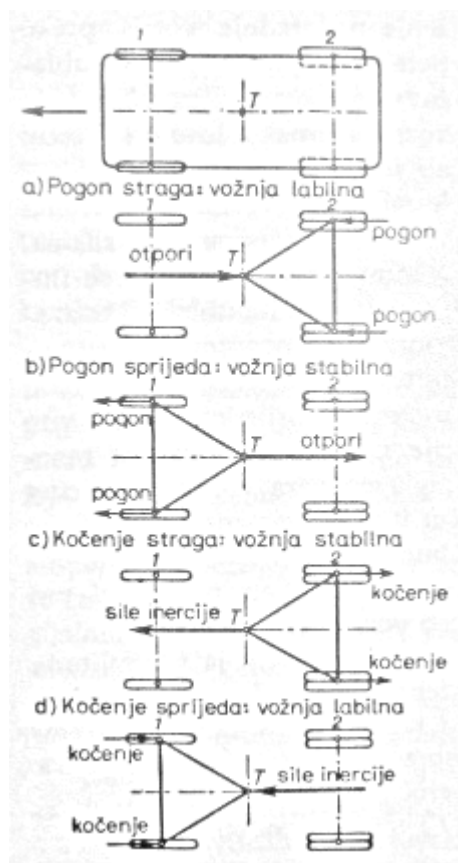 1 2
T
a) Pogon straga: vožnja labilna
1 2
pogon
otpori T
pogon
b) Pogon sprijeda: vožnja stabilna
1 2
pogon
T otpori
pogon
c) Kočenje straga: vožnja stabilna
1 2
kočenje
sile inercije T
kočenje
d) Kočenje sprijeda: vožnja labilna
1 2
kočenje
T sile inercije
kočenje